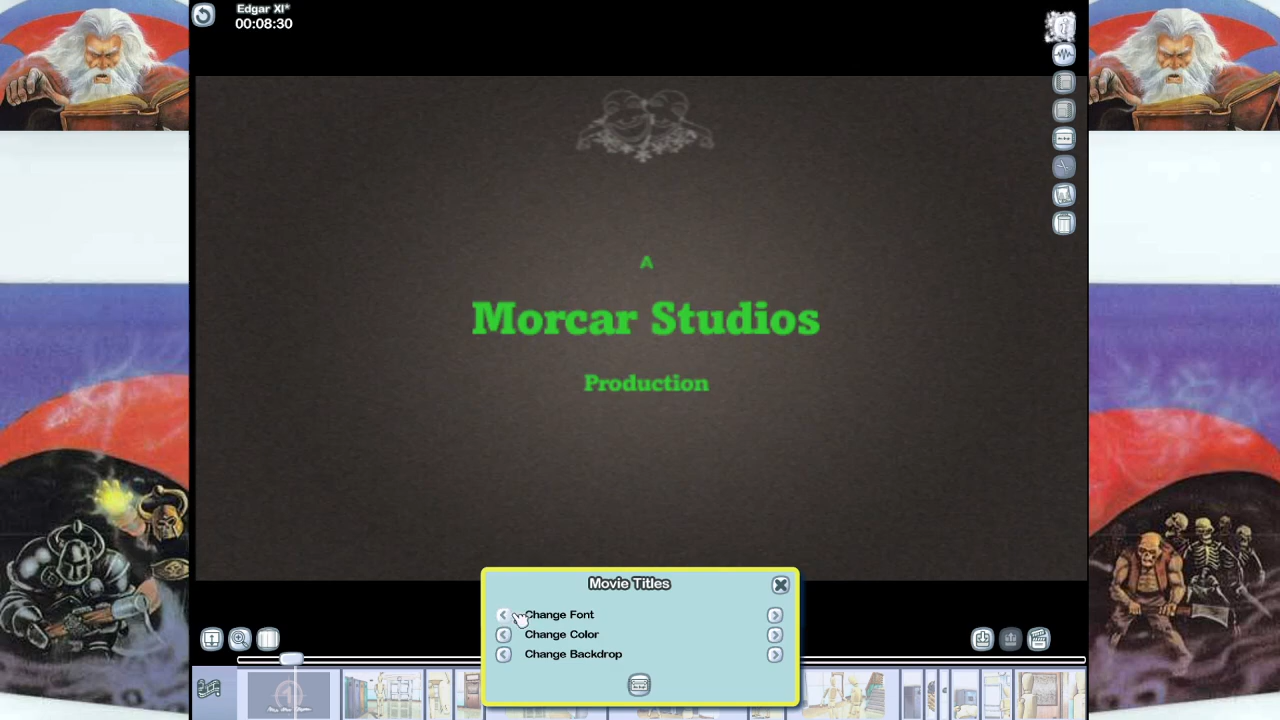 Edgar XI*
00:08:30
A
Morcar Studios
Production
Movie Titles
Change Font
Change Color
Change Backdrop